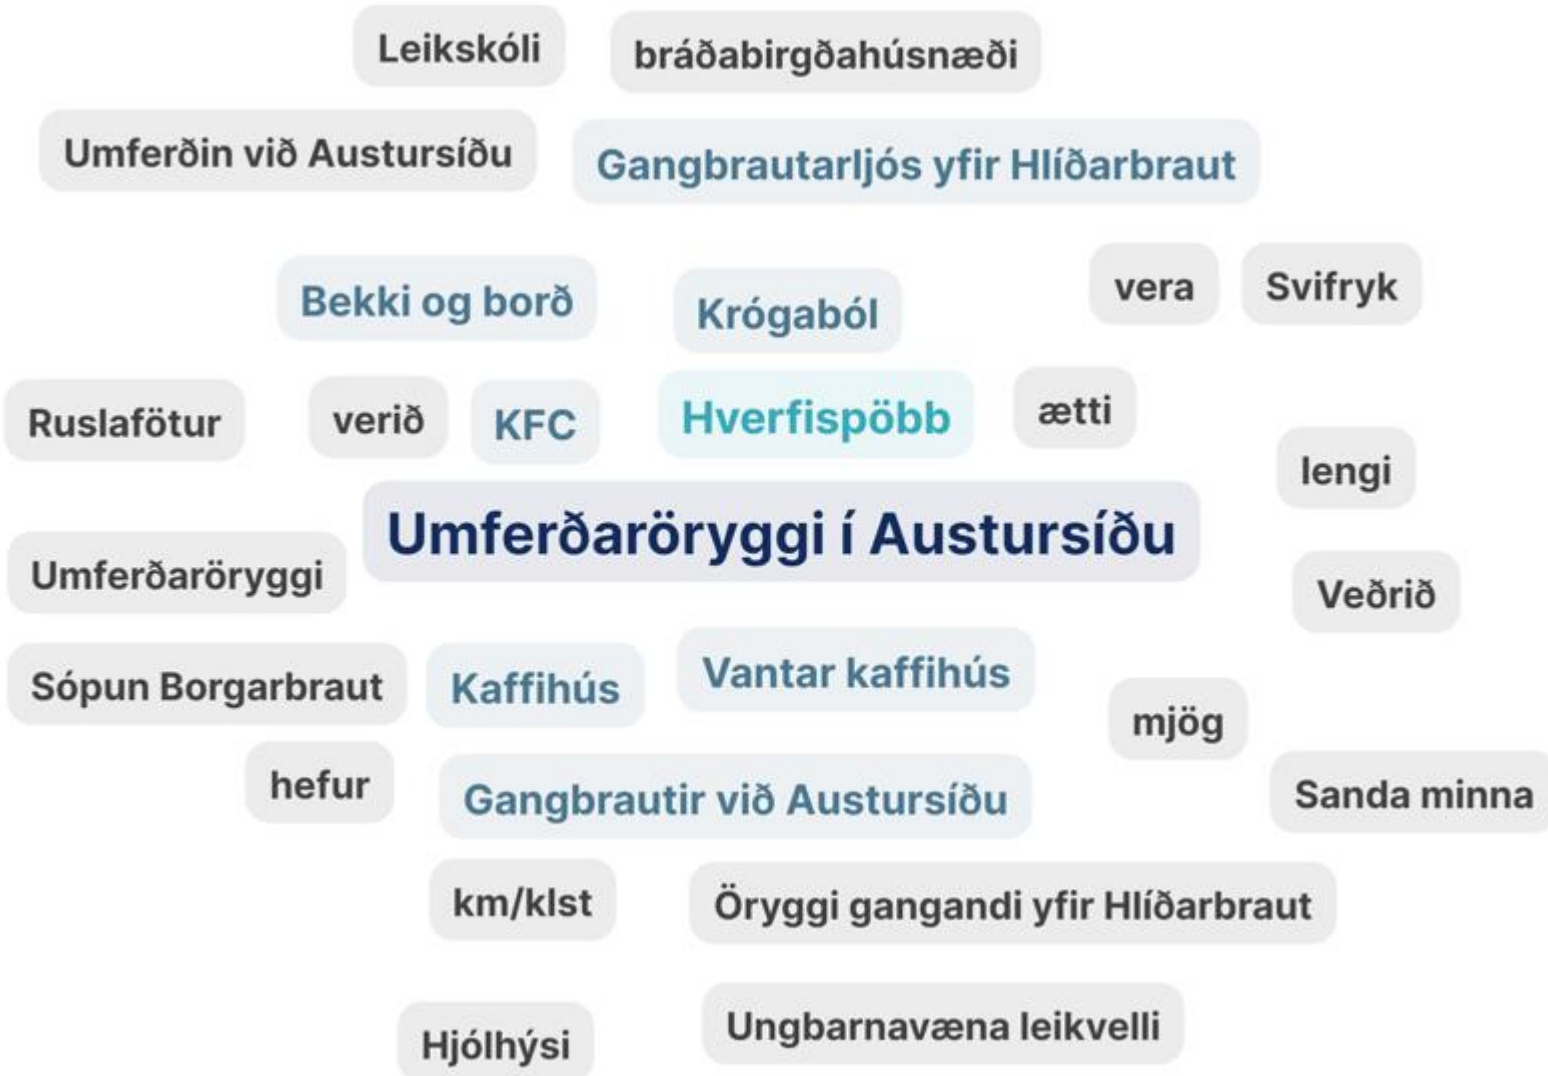 Leikskóli
bráðabirgðahúsnæði
Umferðin við Austursíðu
Gangbrautarljós yfir Hlíðarbraut
Bekki og borð
Krógaból
vera
Svifryk
Ruslafötur
verið
KFC
Hverfispöbb
ætti
lengi
Umferðaröryggi í Austursíðu
Umferðaröryggi
Veðrið
Sópun Borgarbraut
Kaffihús
Vantar kaffihús
mjög
hefur
Gangbrautir við Austursíðu
Sanda minna
km/klst
Öryggi gangandi yfir Hlíðarbraut
Hjólhýsi
Ungbarnavæna leikvelli